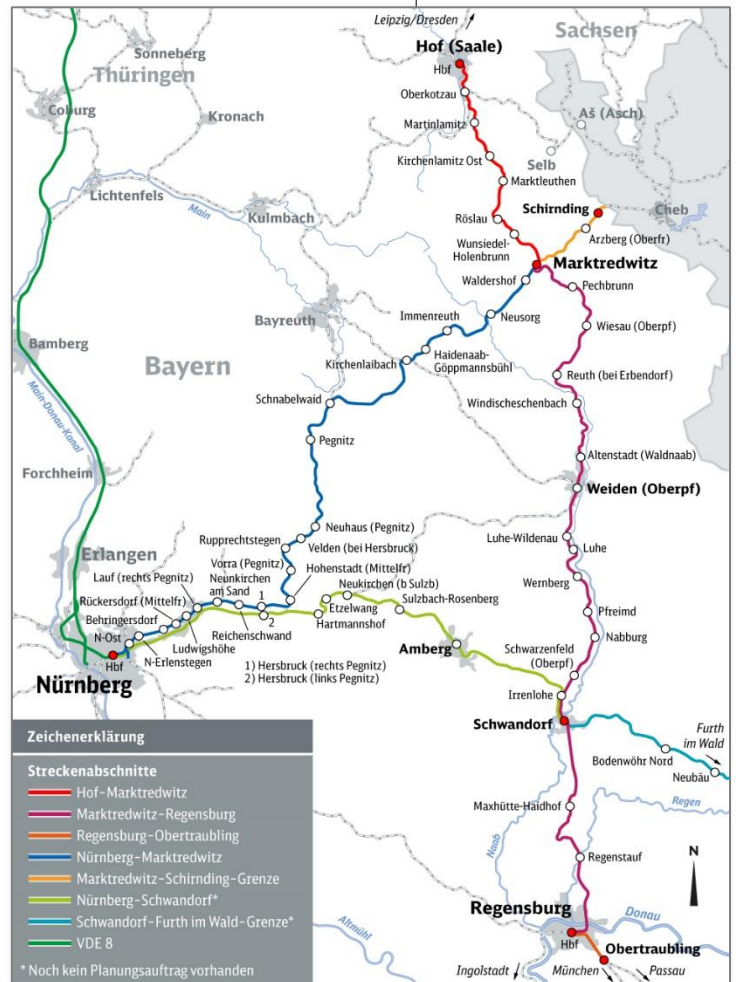 Leipzig/Dresden
Sachsen
Hof (Saale)
Hbf
Sonneberg
Thüringen
Oberkotzau
Coburg
Kronach
Martinlamitz
Aš (Asch)
Kirchenlamitz Ost
Selb
Marktleuthen
Lichtenfels
Main
Kulmbach
Schirnding
Cheb
Röslau
Arzberg (Oberfr)
Wunsiedel-
Holenbrunn
Marktredwitz
Waldershof
Pechbrunn
Bayreuth
Immenreuth
Neusorg
Wiesau (Oberpf)
Bamberg
Bayern
Kirchenlaibach
Haidenaab-
Göppmannsbühl
Reuth (bei Erbendorf)
Main-Donau-Kanal
Schnabelwaid
Windischeschenbach
Pegnitz
Altenstadt (Waldnaab)
Forchheim
Weiden (Oberpf)
Neuhaus (Pegnitz)
Rupprechtstegen
Velden (bei Hersbruck)
Luhe-Wildenau
Luhe
Erlangen
Vorra (Pegnitz)
Hohenstadt (Mittelfr)
Lauf (rechts Pegnitz)
Neunkirchen
am Sand
Neukirchen (b Sulzb)
Wernberg
Rückersdorf (Mittelfr)
1
Etzelwang
Sulzbach-Rosenberg
Behringersdorf
2
Hartmannshof
Pfreimd
Reichenschwand
N-Ost
Ludwigshöhe
Nabburg
N-Erlenstegen
Amberg
Schwarzenfeld
(Oberpf)
Hbf
1) Hersbruck (rechts Pegnitz)
2) Hersbruck (links Pegnitz)
Nürnberg
Irrenlohe
Schwandorf
Furth
im Wald
Bodenwöhr Nord
Neubäu
Zeichenerklärung
Streckenabschnitte
Hof–Marktredwitz
Marktredwitz–Regensburg
Regensburg–Obertraubling
Nürnberg–Marktredwitz
Marktredwitz–Schirnding–Grenze
Nürnberg–Schwandorf*
Schwandorf–Furth im Wald–Grenze*
VDE 8
* Noch kein Planungsauftrag vorhanden
Maxhütte-Haidhof
Regen
Naab
Regenstauf
N
Regensburg
Donau
Altmühl
Hbf
Obertraubling
Ingolstadt
München
Passau